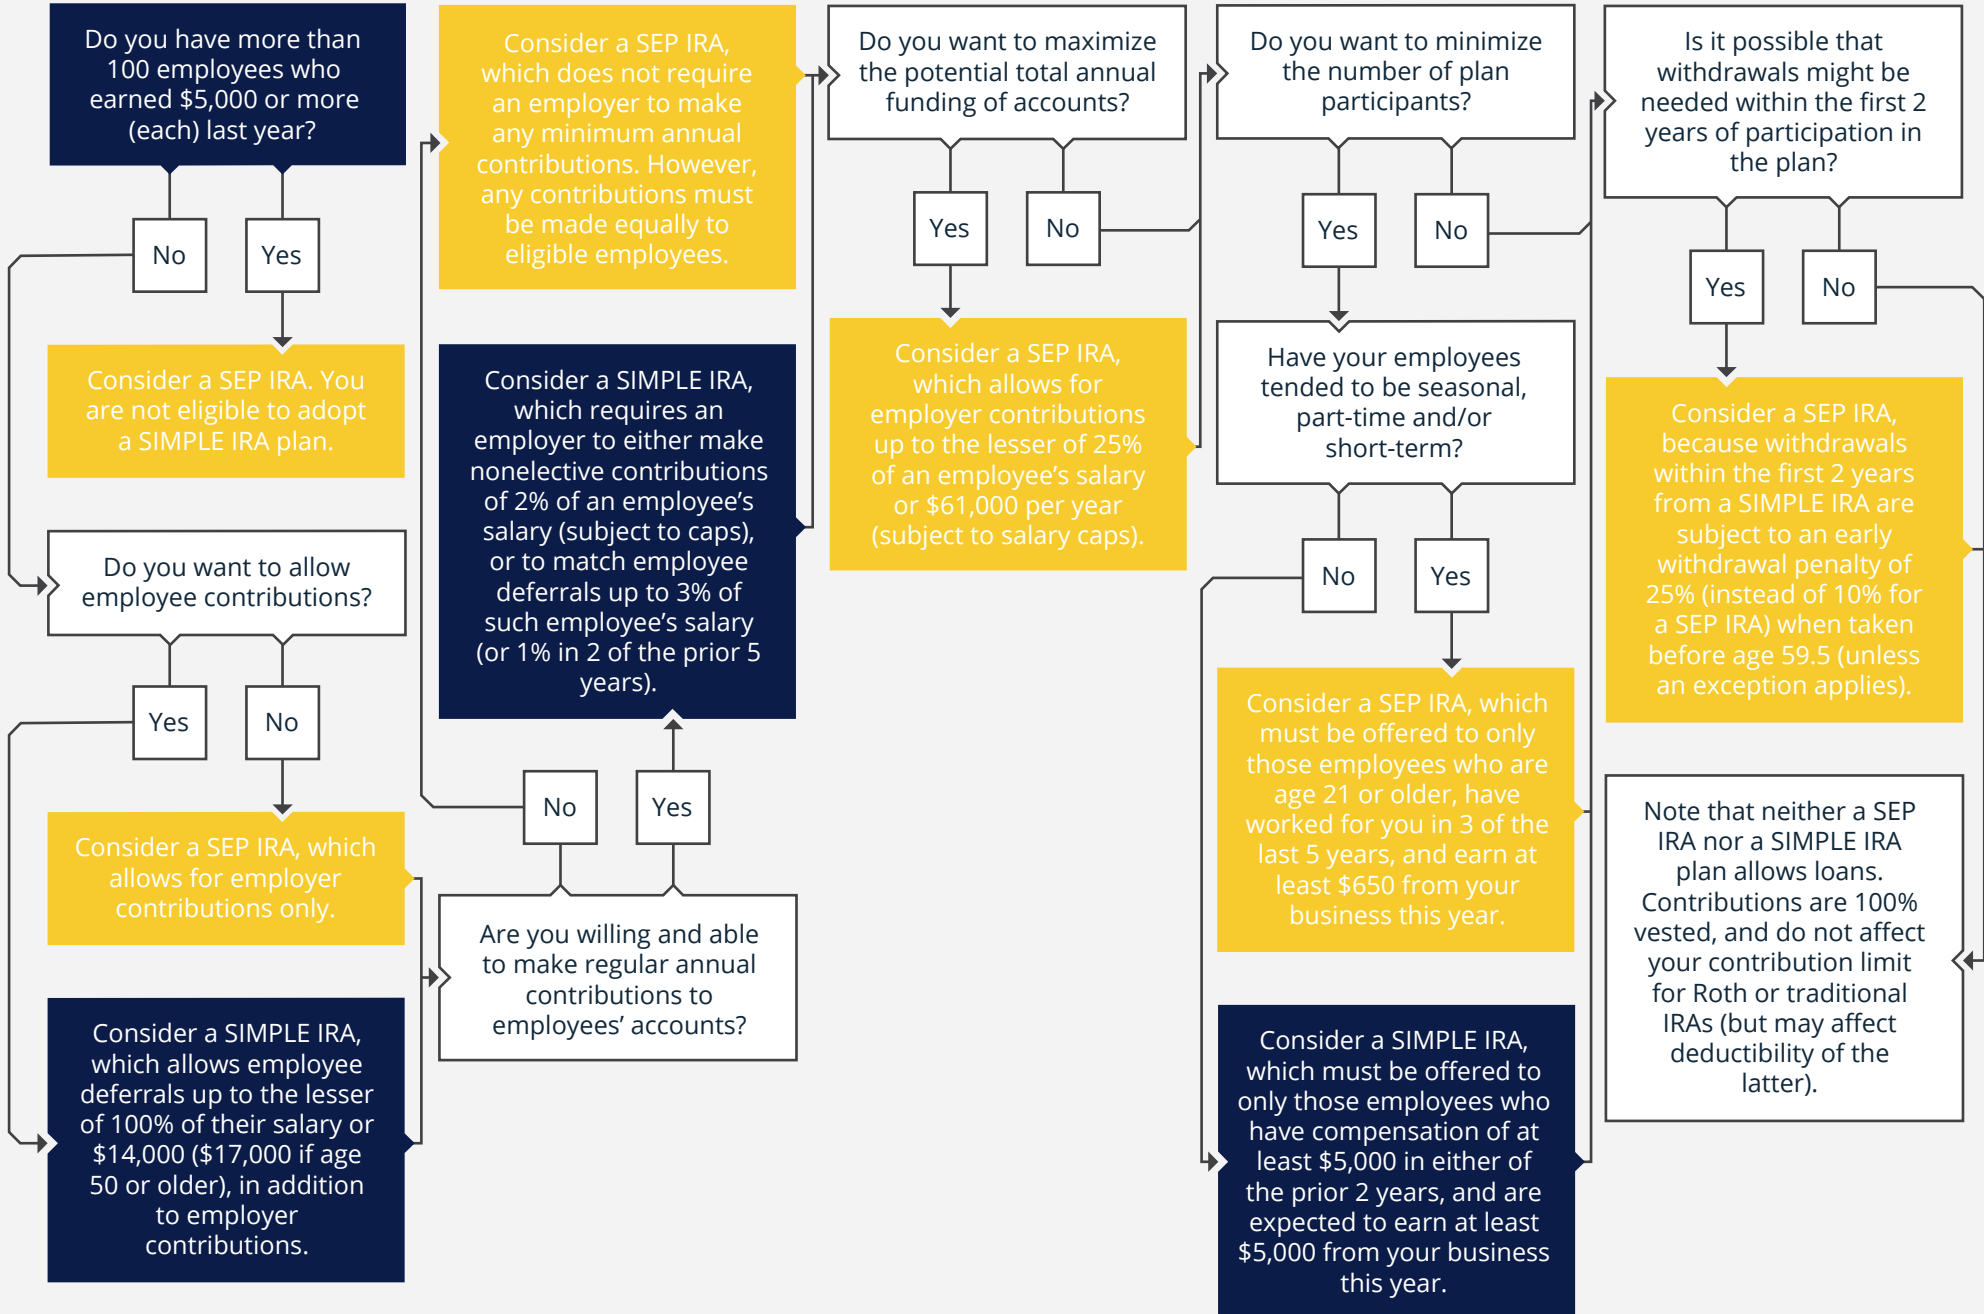 Do you have more than
100 employees who
earned $5,000 or more
(each) last year?
No
Yes
Consider a SEP IRA. You
are not eligible to adopt
a SIMPLE IRA plan.
Do you want to allow
employee contributions?
Yes
No
Consider a SEP IRA, which
allows for employer
contributions only.
Consider a SIMPLE IRA,
which allows employee
deferrals up to the lesser
of 100% of their salary or
$14,000 ($17,000 if age
50 or older), in addition
to employer
contributions.
Consider a SEP IRA,
which does not require
an employer to make
any minimum annual
contributions. However,
any contributions must
be made equally to
eligible employees.
Consider a SIMPLE IRA,
which requires an
employer to either make
nonelective contributions
of 2% of an employee’s
salary (subject to caps),
or to match employee
deferrals up to 3% of
such employee’s salary
(or 1% in 2 of the prior 5
years).
No
Yes
Are you willing and able
to make regular annual
contributions to
employees’ accounts?
Do you want to maximize
the potential total annual
funding of accounts?
Yes
No
Consider a SEP IRA,
which allows for
employer contributions
up to the lesser of 25%
of an employee’s salary
or $61,000 per year
(subject to salary caps).
Do you want to minimize
the number of plan
participants?
Yes
No
Have your employees
tended to be seasonal,
part-time and/or
short-term?
No
Yes
Consider a SEP IRA, which
must be offered to only
those employees who are
age 21 or older, have
worked for you in 3 of the
last 5 years, and earn at
least $650 from your
business this year.
Consider a SIMPLE IRA,
which must be offered to
only those employees who
have compensation of at
least $5,000 in either of
the prior 2 years, and are
expected to earn at least
$5,000 from your business
this year.
Is it possible that
withdrawals might be
needed within the first 2
years of participation in
the plan?
Yes
No
Consider a SEP IRA,
because withdrawals
within the first 2 years
from a SIMPLE IRA are
subject to an early
withdrawal penalty of
25% (instead of 10% for
a SEP IRA) when taken
before age 59.5 (unless
an exception applies).
Note that neither a SEP
IRA nor a SIMPLE IRA
plan allows loans.
Contributions are 100%
vested, and do not affect
your contribution limit
for Roth or traditional
IRAs (but may affect
deductibility of the
latter).